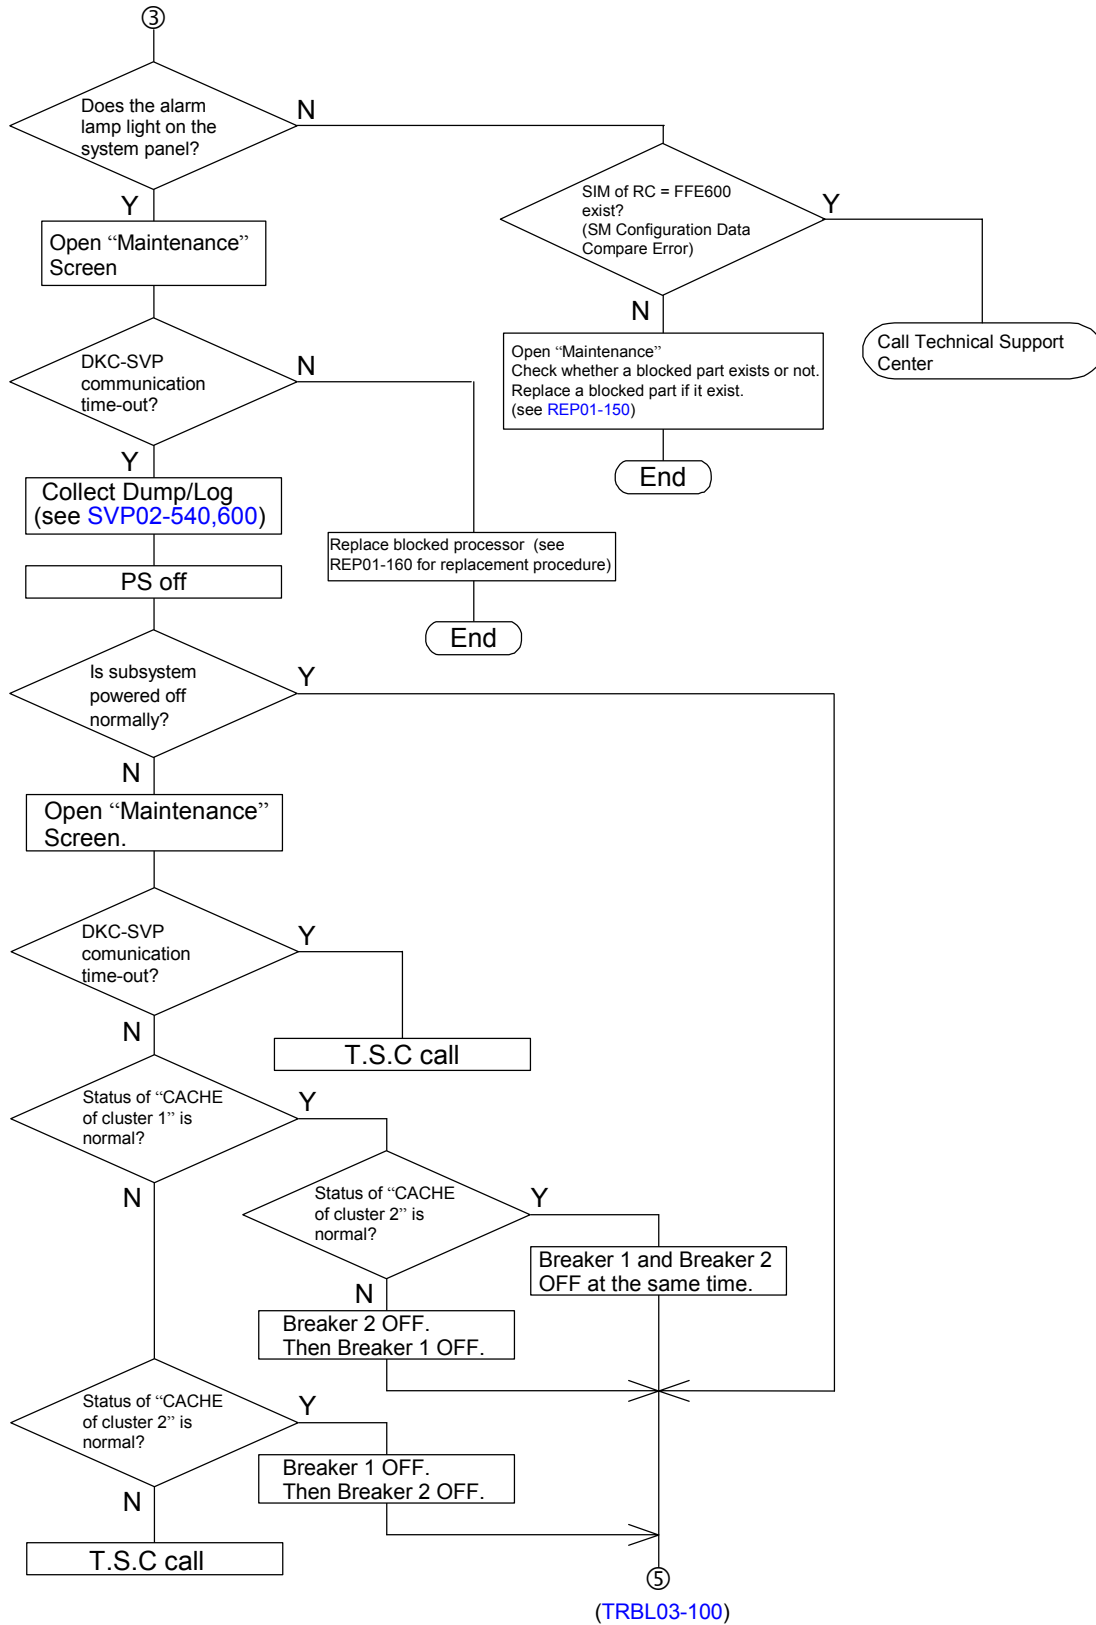 ③
Does the alarm
lamp light on the
system panel?
N
Y
SIM of RC = FFE600
exist?
(SM Configuration Data
Compare Error)
Y
N
Open “Maintenance”
Screen
Call Technical Support
Center
Open “Maintenance”
Check whether a blocked part exists or not.
Replace a blocked part if it exist.
(see REP01-150)
End
DKC-SVP
communication
time-out?
N
Y
Collect Dump/Log
(see SVP02-540,600)
Replace blocked processor (see
REP01-160 for replacement procedure)
End
PS off
Is subsystem
powered off
normally?
Y
N
Open “Maintenance”
Screen.
DKC-SVP
comunication
time-out?
Y
N
T.S.C call
Status of “CACHE
of cluster 1” is
normal?
Y
N
Status of “CACHE
of cluster 2” is
normal?
Y
N
Breaker 1 and Breaker 2
OFF at the same time.
Breaker 2 OFF.
Then Breaker 1 OFF.
Status of “CACHE
of cluster 2” is
normal?
Y
N
Breaker 1 OFF.
Then Breaker 2 OFF.
T.S.C call
⑤
(TRBL03-100)